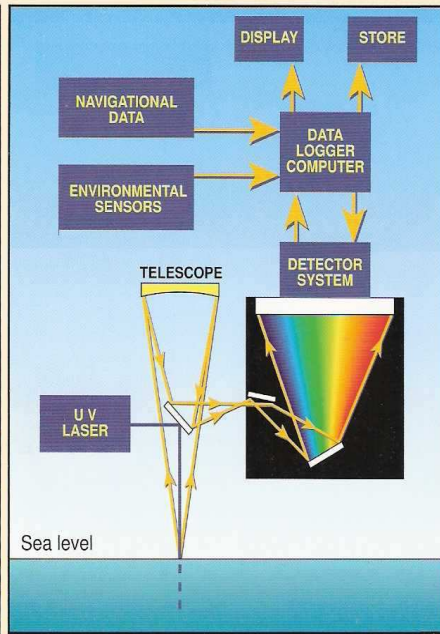 DISPLAY
STORE
NAVIGATIONAL
DATA
DATA
LOGGER
COMPUTER
ENVIRONMENTAL
SENSORS
DETECTOR
SYSTEM
TELESCOPE
U V
LASER
Sea level